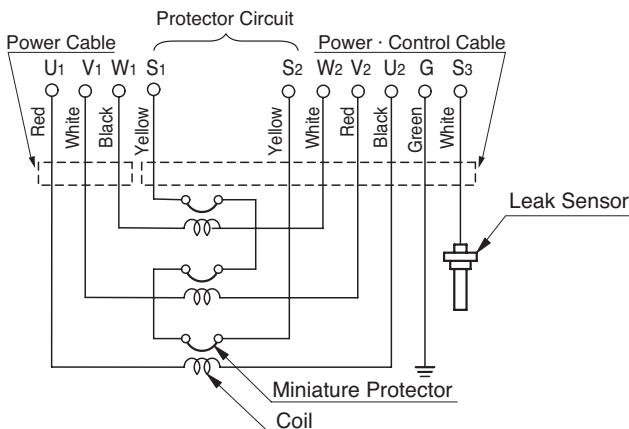 Protector Circuit
Power Cable
Power · Control Cable
U1 V1 W1 S1 S2 W2 V2 U2 G S3
Red White Black Yellow Yellow White Red Black Green White
Leak Sensor
Miniature Protector
Coil